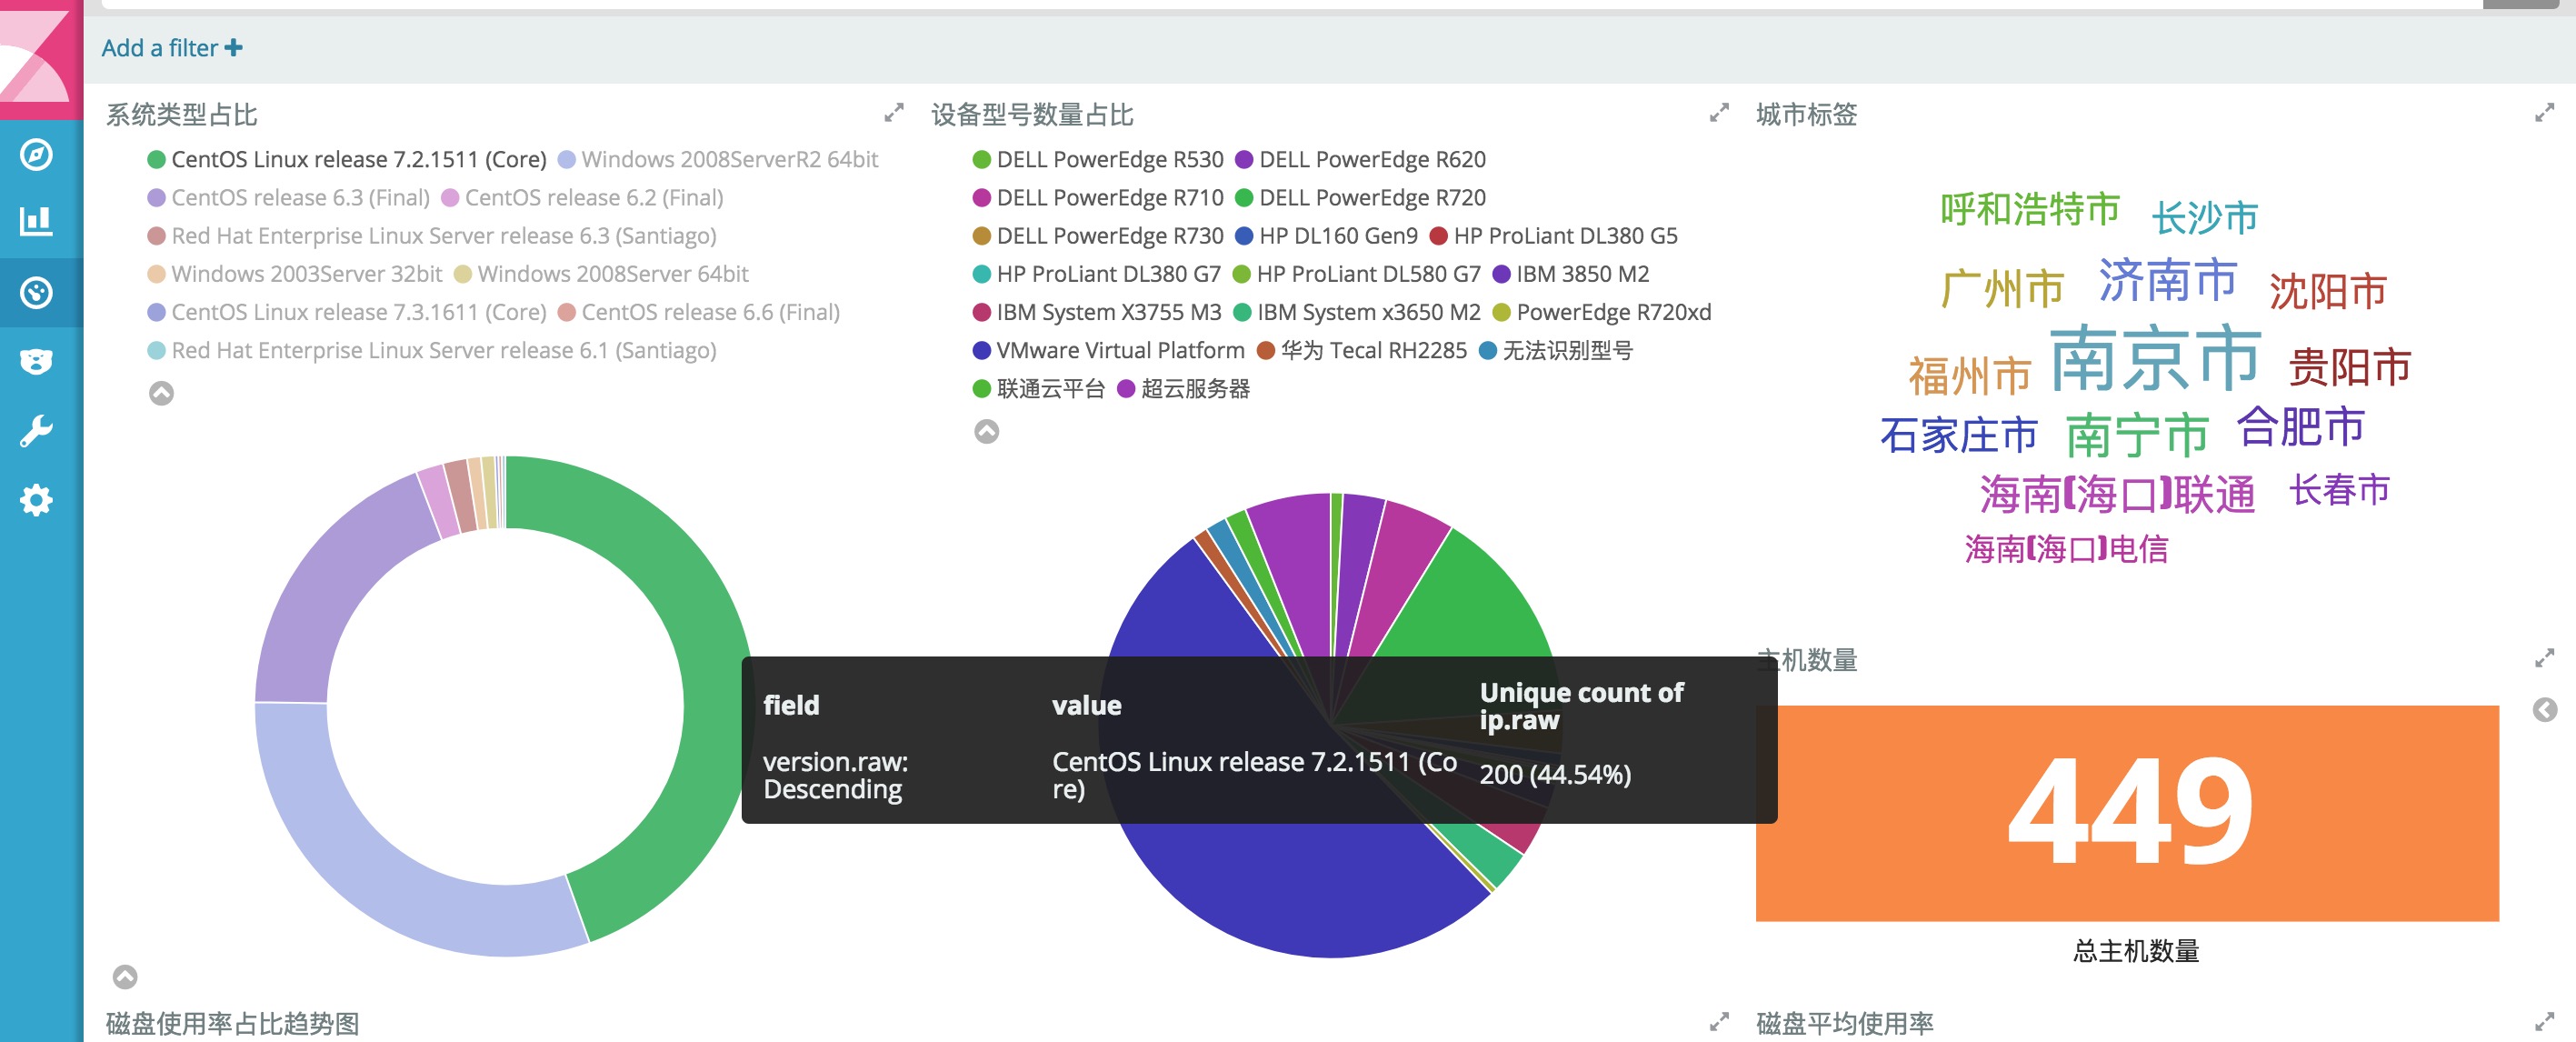 Add a filter
系统类型占比
CentOS Linux release 7.2.1511 (Core) Windows 2008ServerR2 64bit
CentOS release 6.3 (Final) CentOS release 6.2 (Final)
Red Hat Enterprise Linux Server release 6.3 (Santiago)
Windows 2003Server 32bit Windows 2008Server 64bit
CentOS Linux release 7.3.1611 (Core) CentOS release 6.6 (Final)
Red Hat Enterprise Linux Server release 6.1 (Santiago)
设备型号数量占比
DELL PowerEdge R530 DELL PowerEdge R620
DELL PowerEdge R710 DELL PowerEdge R720
DELL PowerEdge R730 HP DL160 Gen9 HP ProLiant DL380 G5
HP ProLiant DL380 G7 HP ProLiant DL580 G7 IBM 3850 M2
IBM System X3755 M3 IBM System x3650 M2 PowerEdge R720xd
VMware Virtual Platform 华为 Tecal RH2285 无法识别型号
联通云平台 超云服务器
field value Unique count of
ip.raw
version.raw: CentOS Linux release 7.2.1511 (Co 200 (44.54%)
Descending re)
城市标签
呼和浩特市 长沙市
广州市 济南市 沈阳市
福州市 南京市 贵阳市
石家庄市 南宁市 合肥市
海南(海口)联通 长春市
海南(海口)电信
主机数量
449
总主机数量
磁盘使用率占比趋势图
磁盘平均使用率